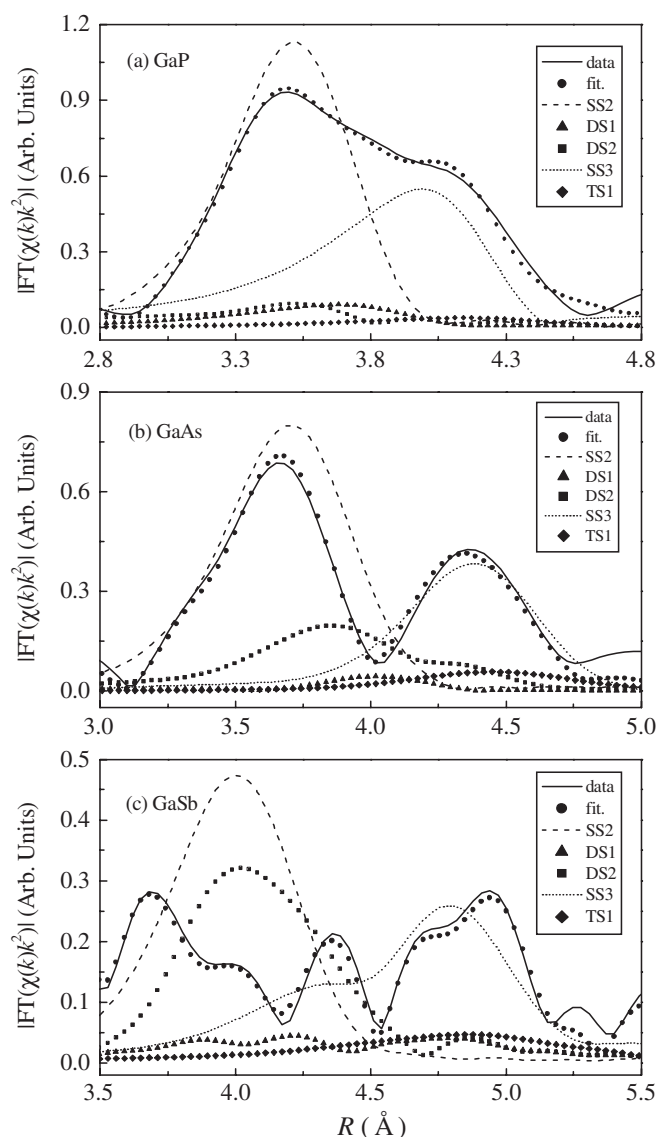 1.2
(a) GaP
data
fit.
SS2
DS1
DS2
SS3
TS1
0.9
0.6
0.3
0.0
|FT(χ(k)k²)| (Arb. Units)
2.8 3.3 3.8 4.3 4.8
0.9
(b) GaAs
data
fit.
SS2
DS1
DS2
SS3
TS1
0.6
0.3
0.0
|FT(χ(k)k²)| (Arb. Units)
3.0 3.5 4.0 4.5 5.0
0.5
(c) GaSb
data
fit.
SS2
DS1
DS2
SS3
TS1
0.4
0.3
0.2
0.1
0.0
|FT(χ(k)k²)| (Arb. Units)
3.5 4.0 4.5 5.0 5.5
R ( Å )